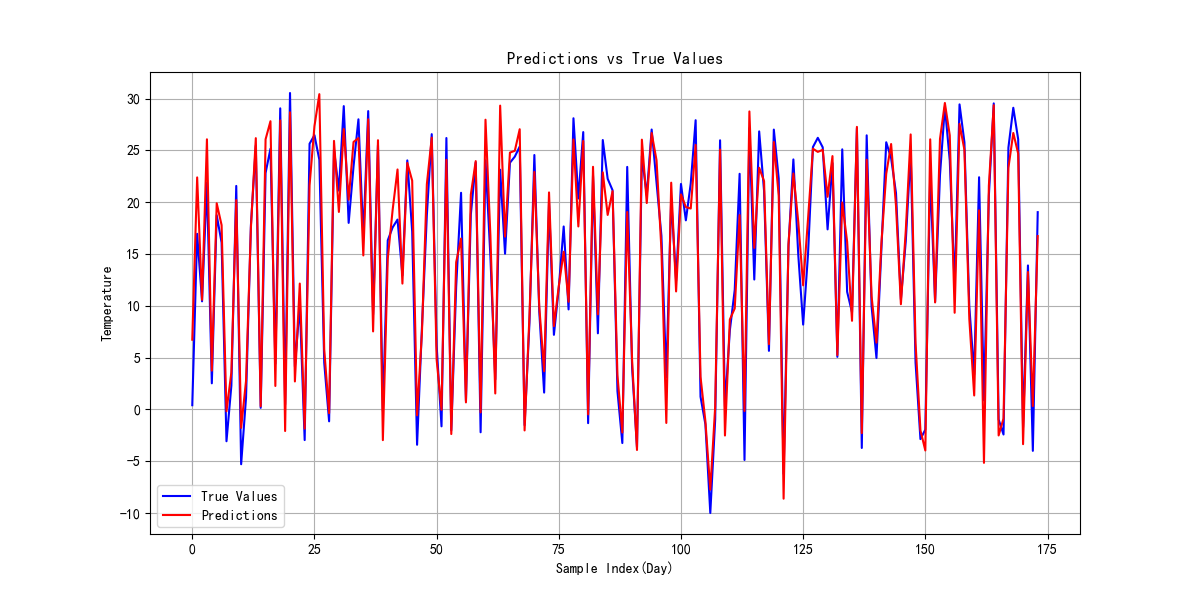 Predictions vs True Values
Temperature
30
25
20
15
10
5
0
−5
−10
True Values
Predictions
0 25 50 75 100 125 150 175
Sample Index(Day)